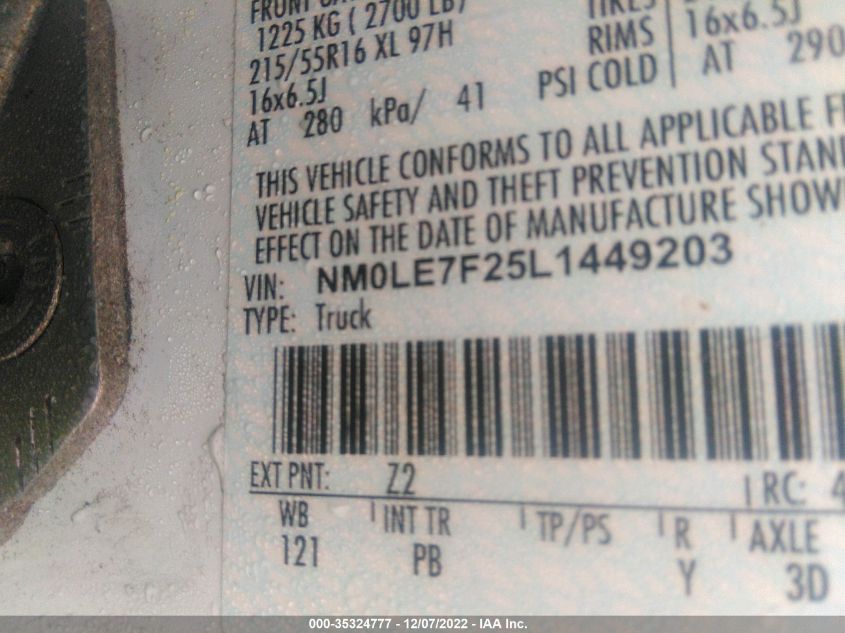 1225 KG ( 2700 LB)
215/55R16 XL 97H
16x6.5J
RIMS 16x6.5J
AT 280 kPa/ 41 PSI COLD AT 290
THIS VEHICLE CONFORMS TO ALL APPLICABLE
VEHICLE SAFETY AND THEFT PREVENTION
EFFECT ON THE DATE OF MANUFACTURE
VIN: NM0LE7F25L1449203
TYPE: Truck
EXT PNT: Z2 RC: 4
WB INT TR TP/PS R AXLE
121 PB Y 3D
000-35324777 - 12/07/2022 - IAA Inc.